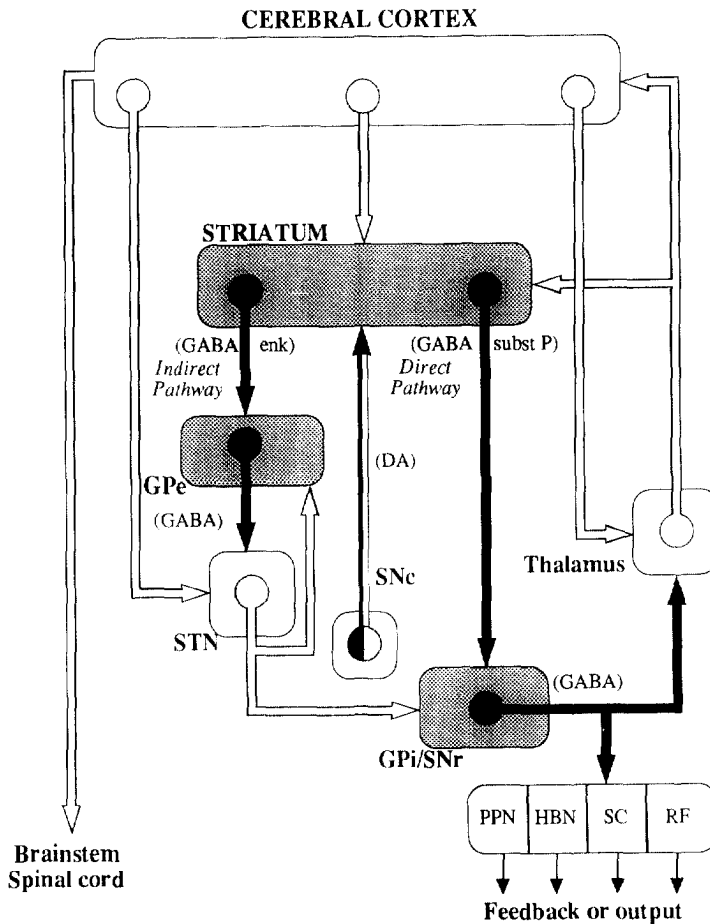 CEREBRAL CORTEX
STRIATUM
(GABA enk)
(GABA subst P)
Indirect
Pathway
Direct
Pathway
(DA)
GPe
(GABA)
SNc
Thalamus
STN
(GABA)
GPi/SNr
PPN HBN SC RF
Brainstem
Spinal cord
Feedback or output